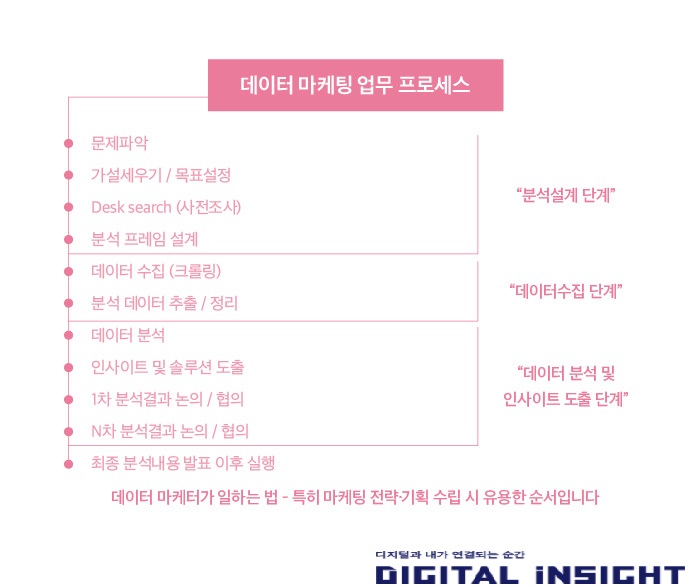 데이터 마케팅 업무 프로세스
문제파악
가설세우기 / 목표설정
Desk search (사전조사)
분석 프레임 설계
“분석설계 단계”
데이터 수집 (크롤링)
분석 데이터 추출 / 정리
“데이터수집 단계”
데이터 분석
인사이트 및 솔루션 도출
1차 분석결과 논의 / 협의
N차 분석결과 논의 / 협의
“데이터 분석 및
인사이트 도출 단계”
최종 분석내용 발표 이후 실행
데이터 마케터가 일하는 법 - 특히 마케팅 전략·기획 수립 시 유용한 순서입니다
디지털과 내가 연결되는 순간
DIGITAL iNSIGHT